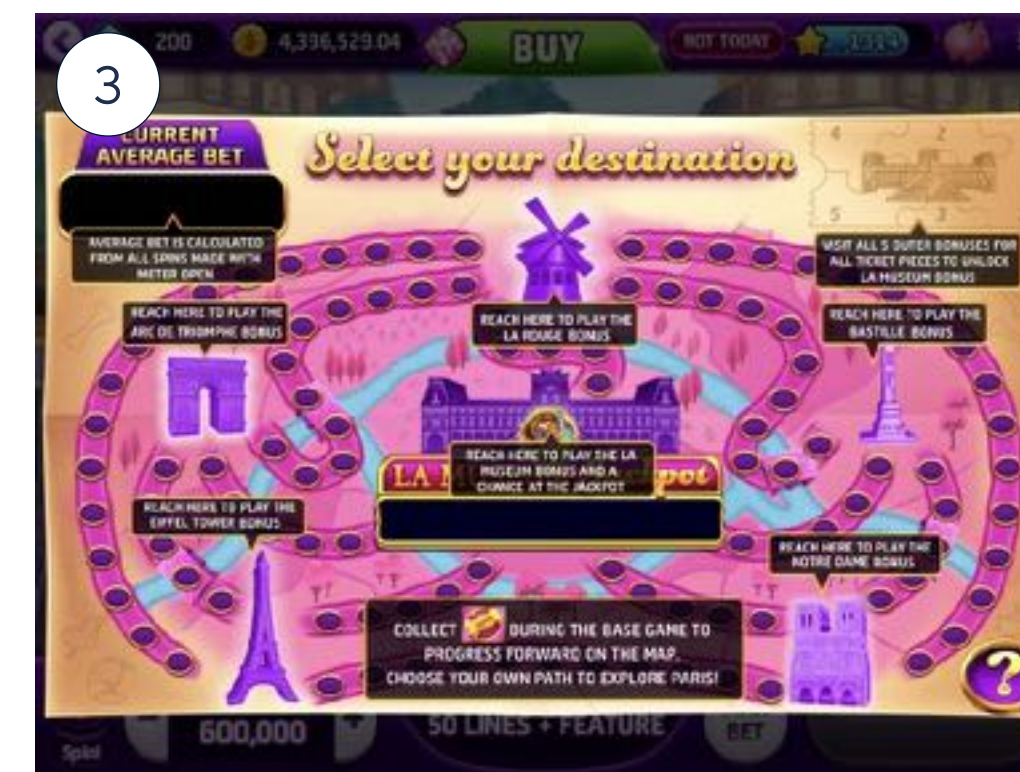 3
200
4,396,529.04
BUY
NOT TODAY
CURRENT
AVERAGE BET
Select your destination
4
2
5
3
AVERAGE BET IS CALCULATED
FROM ALL SPINS MADE WITH
METER OPEN
VISIT ALL 5 OUTER BONUSES FOR
ALL TICKET PIECES TO UNLOCK
LA MUSEUM BONUS
REACH HERE TO PLAY THE
ARC DE TRIOMPHE BONUS
REACH HERE TO PLAY THE
LA ROUGE BONUS
REACH HERE TO PLAY THE
BASTILLE BONUS
REACH HERE TO PLAY THE LA
MUSEUM BONUS AND A
CHANCE AT THE JACKPOT
LA
REACH HERE TO PLAY THE
EIFFEL TOWER BONUS
REACH HERE TO PLAY THE
NOTRE DAME BONUS
COLLECT DURING THE BASE GAME TO
PROGRESS FORWARD ON THE MAP.
CHOOSE YOUR OWN PATH TO EXPLORE PARIS!
?
600,000
50 LINES + FEATURE
BET
Spin!